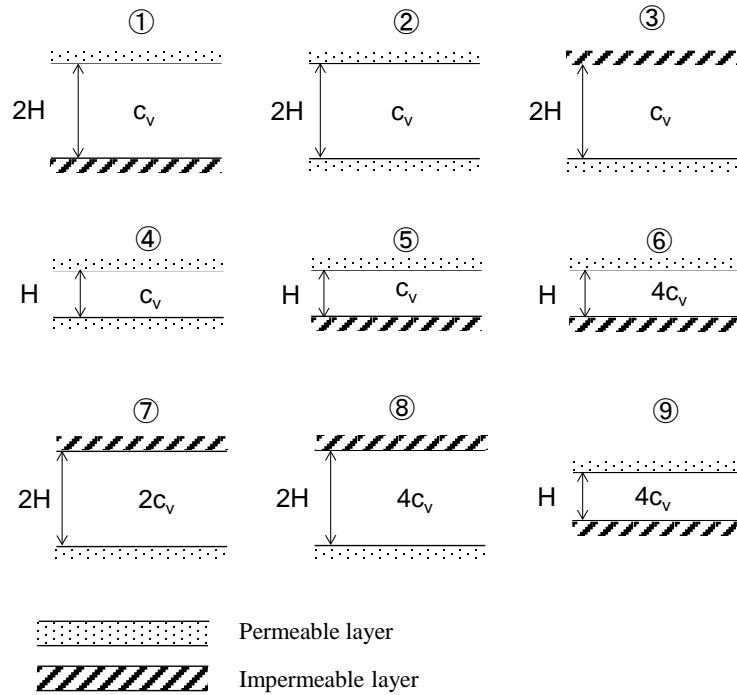 ① ② ③
2H c_v 2H c_v 2H c_v
④ ⑤ ⑥
H c_v H c_v H 4c_v
⑦ ⑧ ⑨
2H 2c_v 2H 4c_v H 4c_v
Permeable layer
Impermeable layer